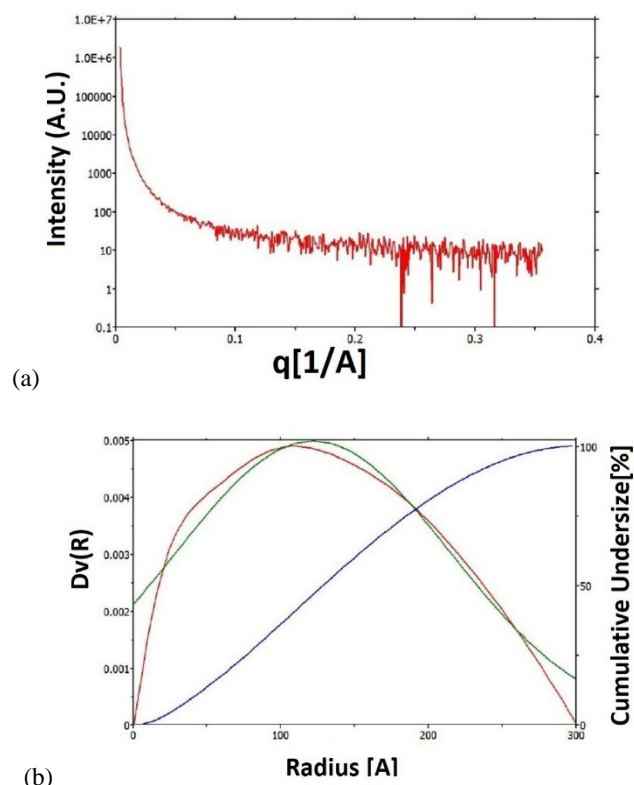 1.0E+7
1.0E+6
100000
10000
1000
100
10
1
0.1
Intensity (A.U.)
0 0.1 0.2 0.3 0.4
q[1/A]
(a)
0.005
0.004
0.003
0.002
0.001
0
Dv(R)
100
50
0
Cumulative Undersize[%]
0 100 200 300
Radius [A]
(b)